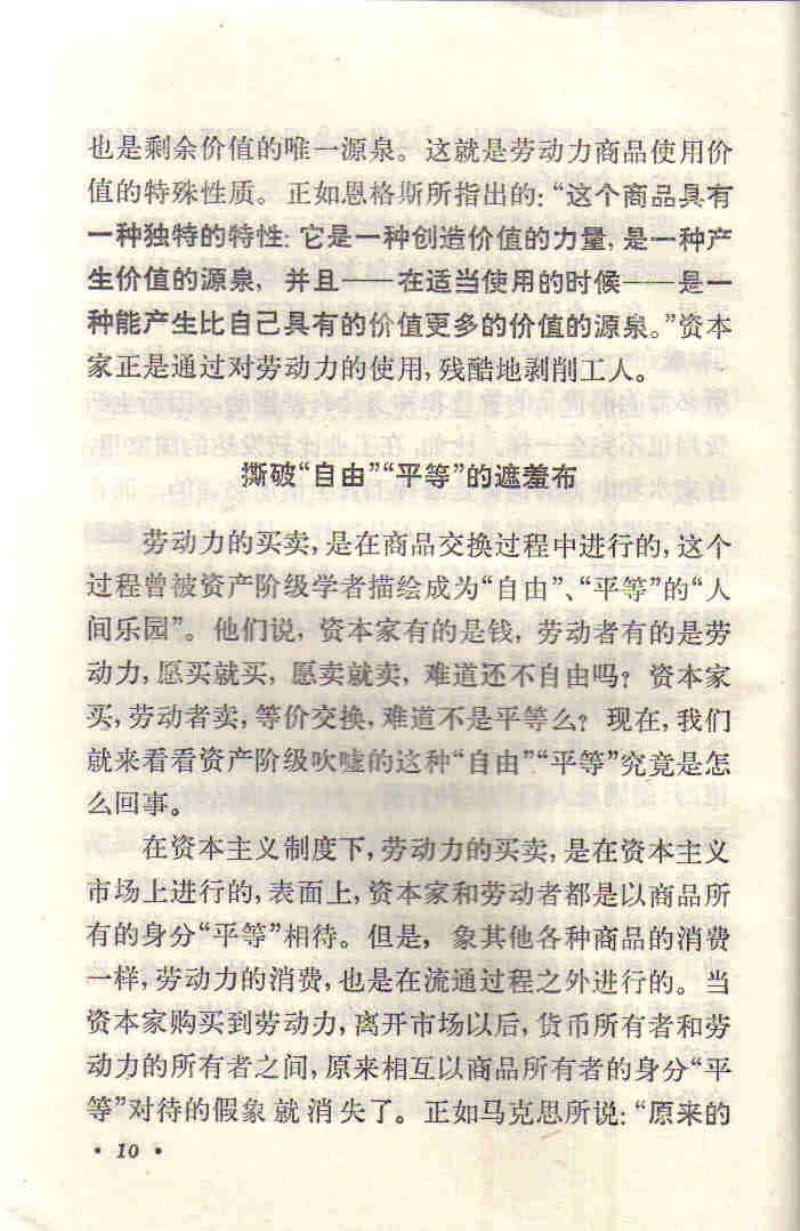 也是剩余价值的唯一源泉。这就是劳动力商品使用价
值的特殊性质。正如恩格斯所指出的：“这个商品具有
一种独特的特性：它是一种创造价值的力量，是一种产
生价值的源泉，并且——在适当使用的时候——是一
种能产生比自己具有的价值更多的价值的源泉。”资本
家正是通过对劳动力的使用，残酷地剥削工人。
撕破“自由”“平等”的遮羞布
劳动力的买卖，是在商品交换过程中进行的，这个
过程曾被资产阶级学者描绘成为“自由”、“平等”的“人
间乐园”。他们说，资本家有的是钱，劳动者有的是劳
动力，愿买就买，愿卖就卖，难道还不自由吗？资本家
买，劳动者卖，等价交换，难道不是平等么？现在，我们
就来看看资产阶级吹嘘的这种“自由”“平等”究竟是怎
么回事。
在资本主义制度下，劳动力的买卖，是在资本主义
市场上进行的，表面上，资本家和劳动者都是以商品所
有的身分“平等”相待。但是，象其他各种商品的消费
一样，劳动力的消费，也是在流通过程之外进行的。当
资本家购买到劳动力，离开市场以后，货币所有者和劳
动力的所有者之间，原来相互以商品所有者的身分“平
等”对待的假象就消失了。正如马克思所说：“原来的
· 10 ·